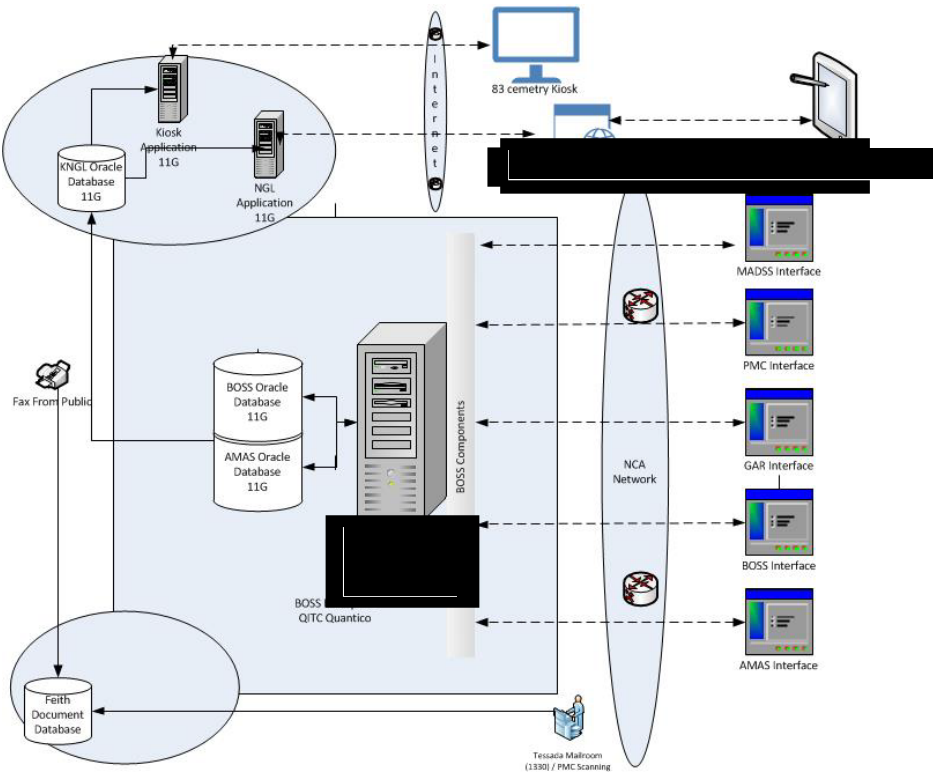 Internet
83 cemetry Kiosk
Kiosk
Application
11G
KNGL Oracle
Database
11G
NGL
Application
11G
MADSS Interface
PMC Interface
Fax From Public
BOSS Oracle
Database
11G
AMAS Oracle
Database
11G
BOSS Components
GAR Interface
NCA
Network
BOSS Interface
BOSS
QITC Quantico
AMAS Interface
Feith
Document
Database
Tessada Mailroom
(1330) / PMC Scanning